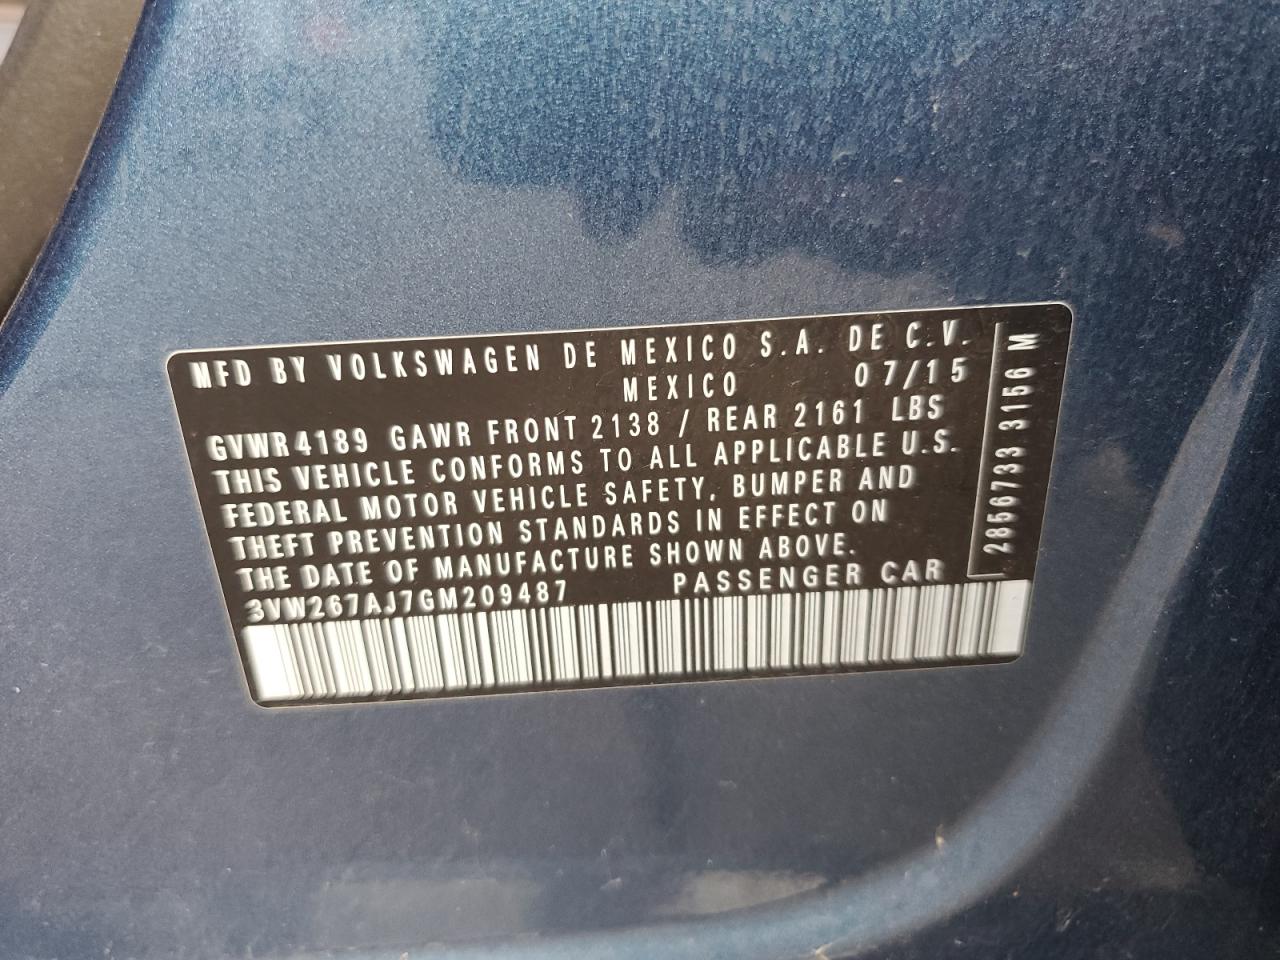 MFD BY VOLKSWAGEN DE MEXICO S.A. DE C.V.
MEXICO 07/15
GVWR4189 GAWR FRONT 2138 / REAR 2161 LBS
THIS VEHICLE CONFORMS TO ALL APPLICABLE U.S.
FEDERAL MOTOR VEHICLE SAFETY, BUMPER AND
THEFT PREVENTION STANDARDS IN EFFECT ON
THE DATE OF MANUFACTURE SHOWN ABOVE.
3VW267AJ7GM209487 PASSENGER CAR
2856733 3156 M